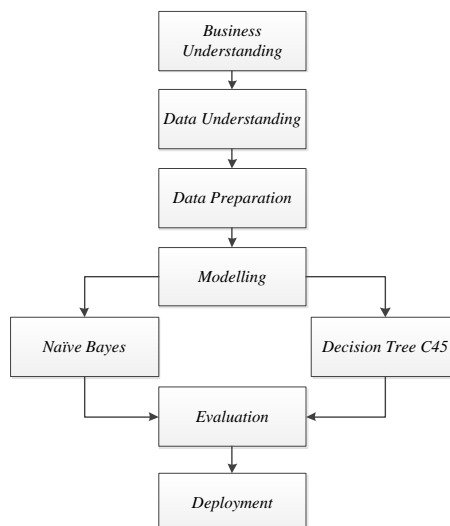 Business
Understanding
Data Understanding
Data Preparation
Modelling
Naïve Bayes
Decision Tree C45
Evaluation
Deployment